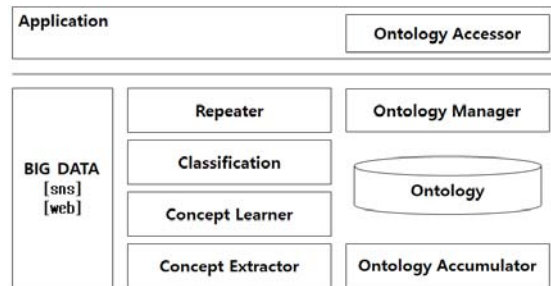 Application
Ontology Accessor
BIG DATA
[sns]
[web]
Repeater
Classification
Concept Learner
Concept Extractor
Ontology Manager
Ontology
Ontology Accumulator